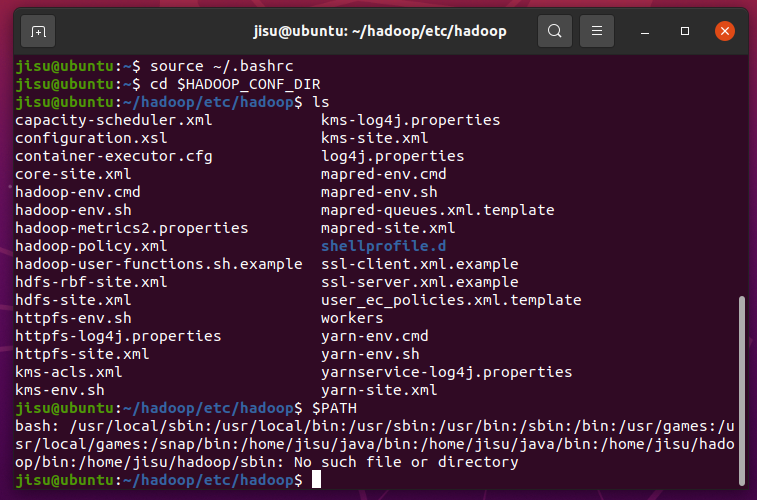 jisu@ubuntu: ~/hadoop/etc/hadoop
jisu@ubuntu:~$ source ~/.bashrc
jisu@ubuntu:~$ cd $HADOOP_CONF_DIR
jisu@ubuntu:~/hadoop/etc/hadoop$ ls
capacity-scheduler.xml kms-log4j.properties
configuration.xsl kms-site.xml
container-executor.cfg log4j.properties
core-site.xml mapred-env.cmd
hadoop-env.cmd mapred-env.sh
hadoop-env.sh mapred-queues.xml.template
hadoop-metrics2.properties mapred-site.xml
hadoop-policy.xml shellprofile.d
hadoop-user-functions.sh.example ssl-client.xml.example
hdfs-rbf-site.xml ssl-server.xml.example
hdfs-site.xml user_ec_policies.xml.template
httpfs-env.sh workers
httpfs-log4j.properties yarn-env.cmd
httpfs-site.xml yarn-env.sh
kms-acls.xml yarnservice-log4j.properties
kms-env.sh yarn-site.xml
jisu@ubuntu:~/hadoop/etc/hadoop$ $PATH
bash: /usr/local/sbin:/usr/local/bin:/usr/sbin:/usr/bin:/sbin:/bin:/usr/games:/u
sr/local/games:/snap/bin:/home/jisu/java/bin:/home/jisu/java/bin:/home/jisu/hado
op/bin:/home/jisu/hadoop/sbin: No such file or directory
jisu@ubuntu:~/hadoop/etc/hadoop$